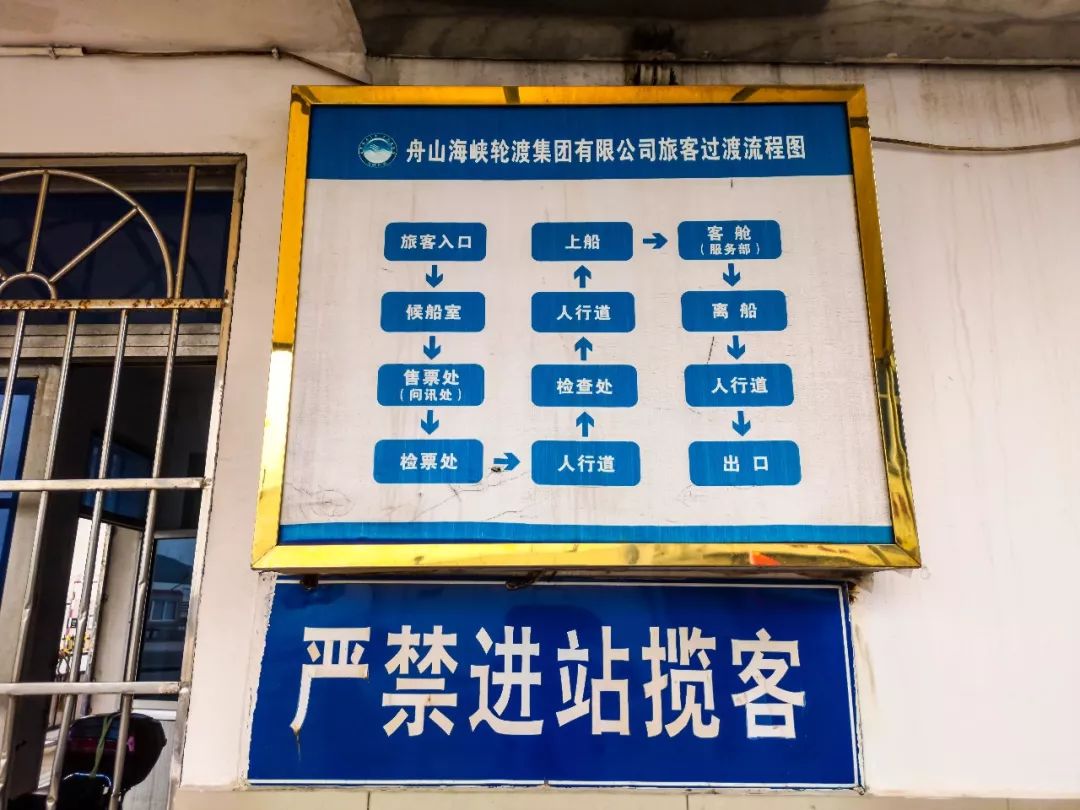 舟山海峡轮渡集团有限公司旅客过渡流程图
旅客入口
候船室
售票处
（问讯处）
检票处
人行道
检查处
人行道
上船
客舱
（服务部）
离船
人行道
出口
严禁进站揽客